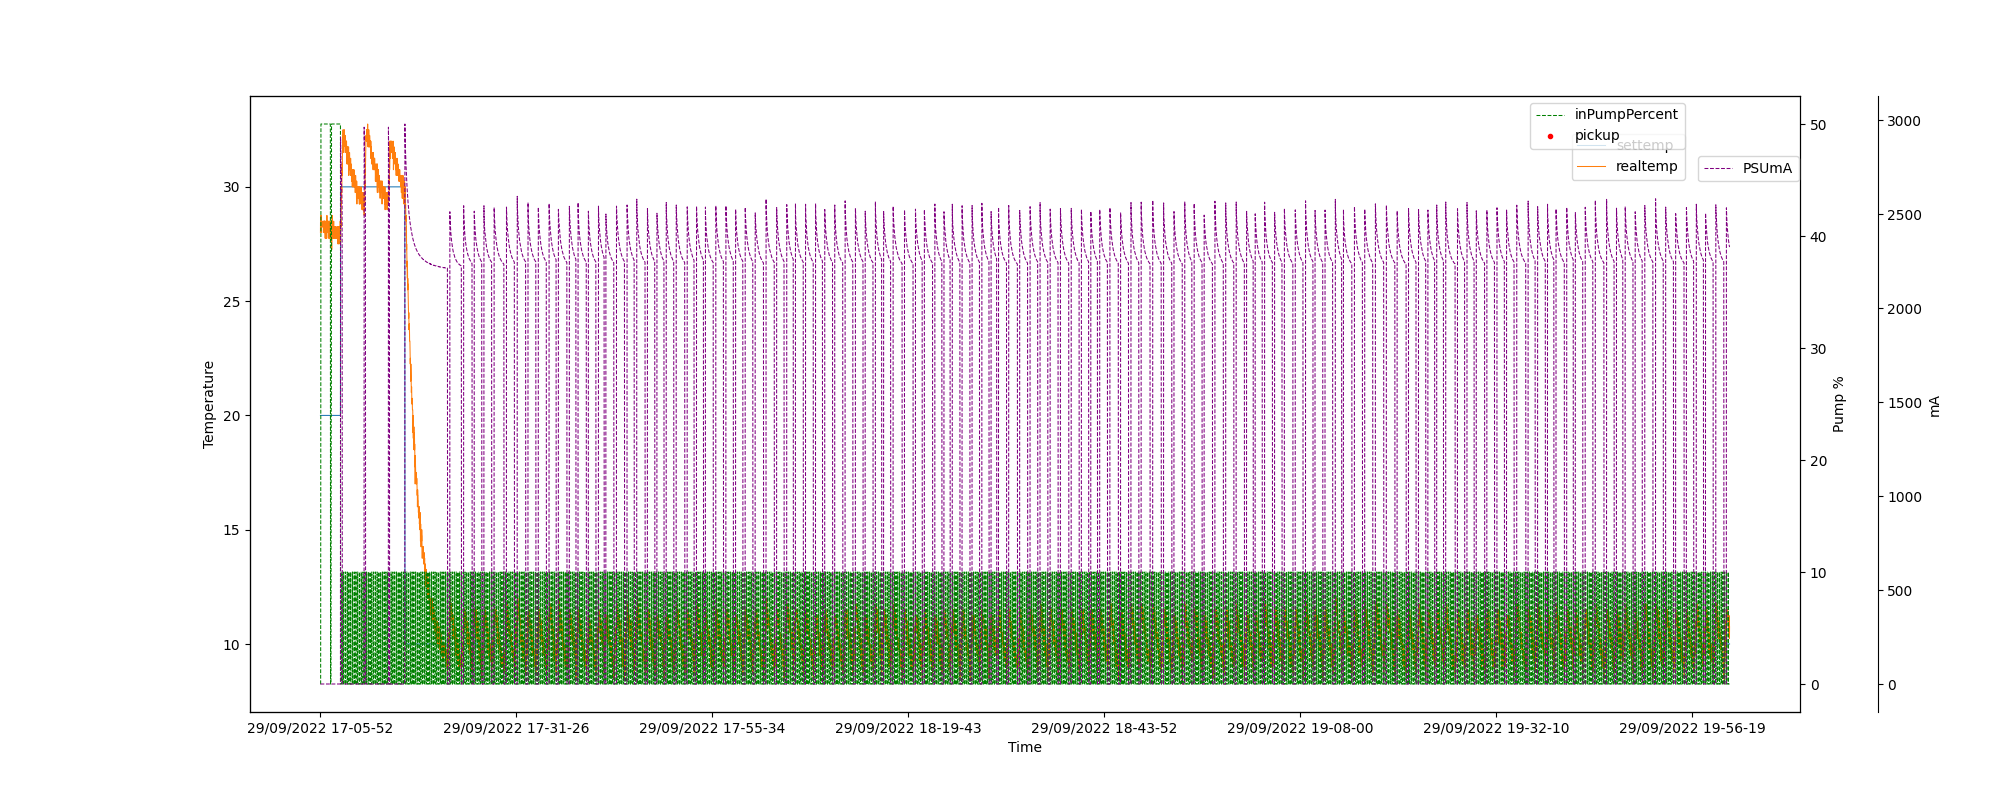 inPumpPercent
pickup
settemp
realtemp
PSUmA
30
25
20
15
10
Temperature
50
40
30
20
10
0
Pump %
3000
2500
2000
1500
1000
500
0
mA
29/09/2022 17-05-52
29/09/2022 17-31-26
29/09/2022 17-55-34
29/09/2022 18-19-43
29/09/2022 18-43-52
29/09/2022 19-08-00
29/09/2022 19-32-10
29/09/2022 19-56-19
Time